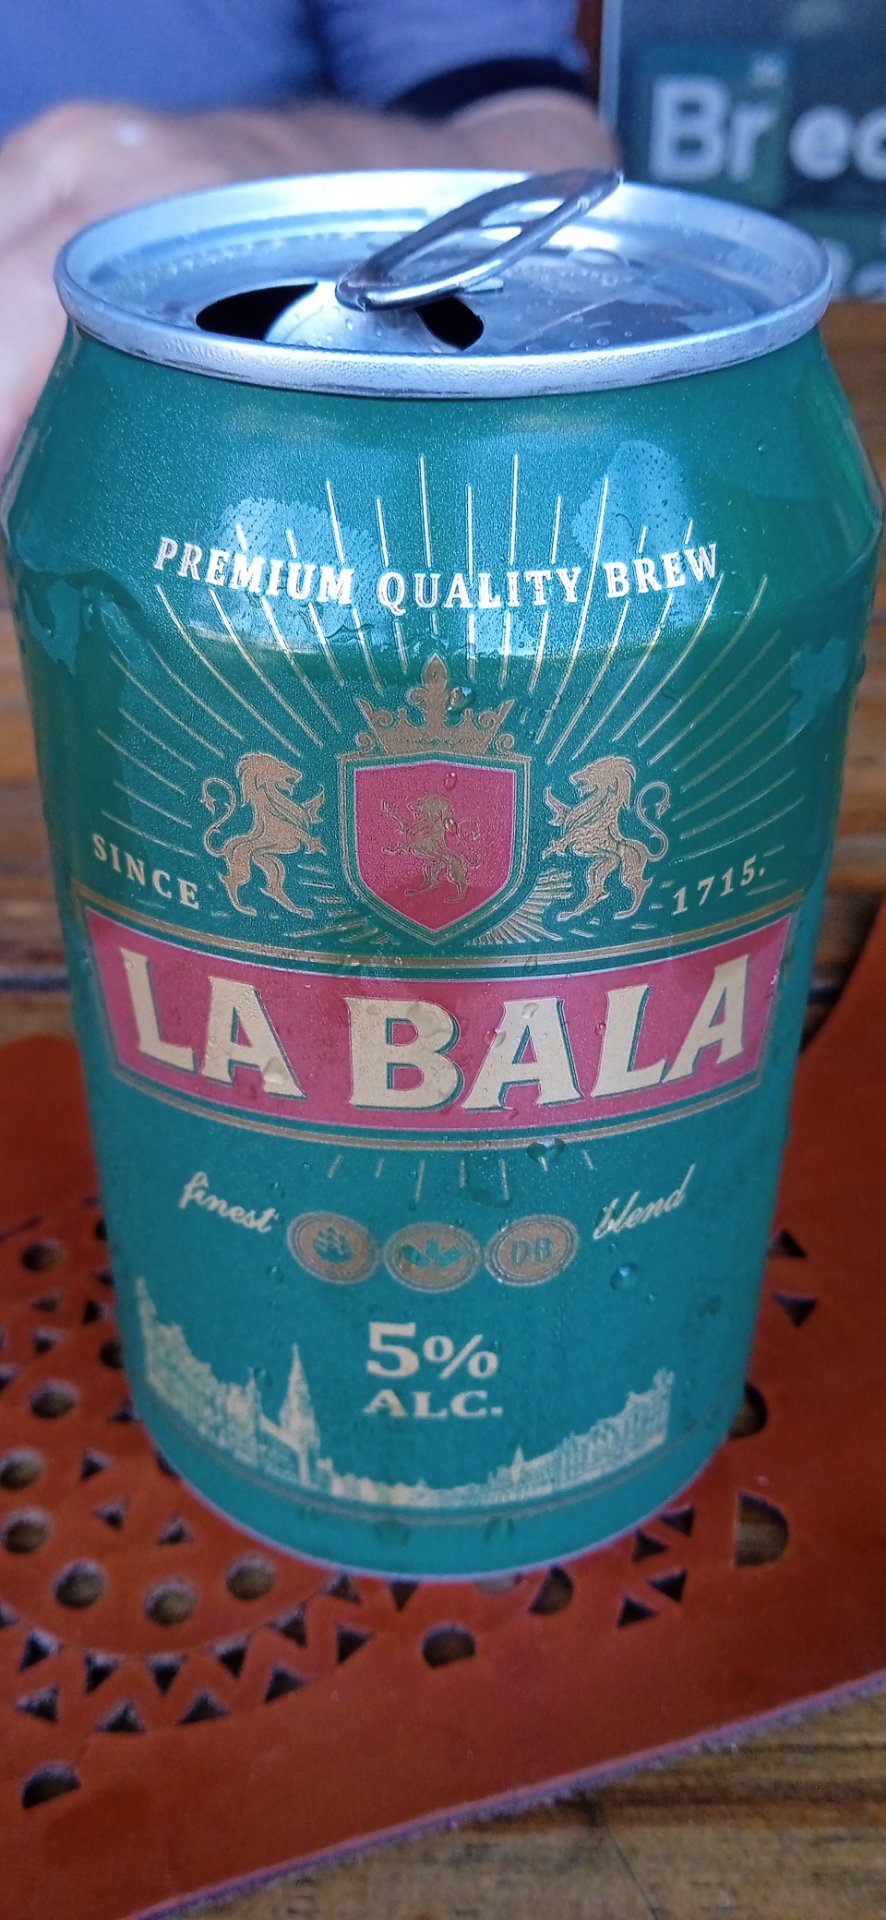 Br
PREMIUM QUALITY BREW
SINCE 1715.
LA BALA
finest blend
DB
5%
ALC.